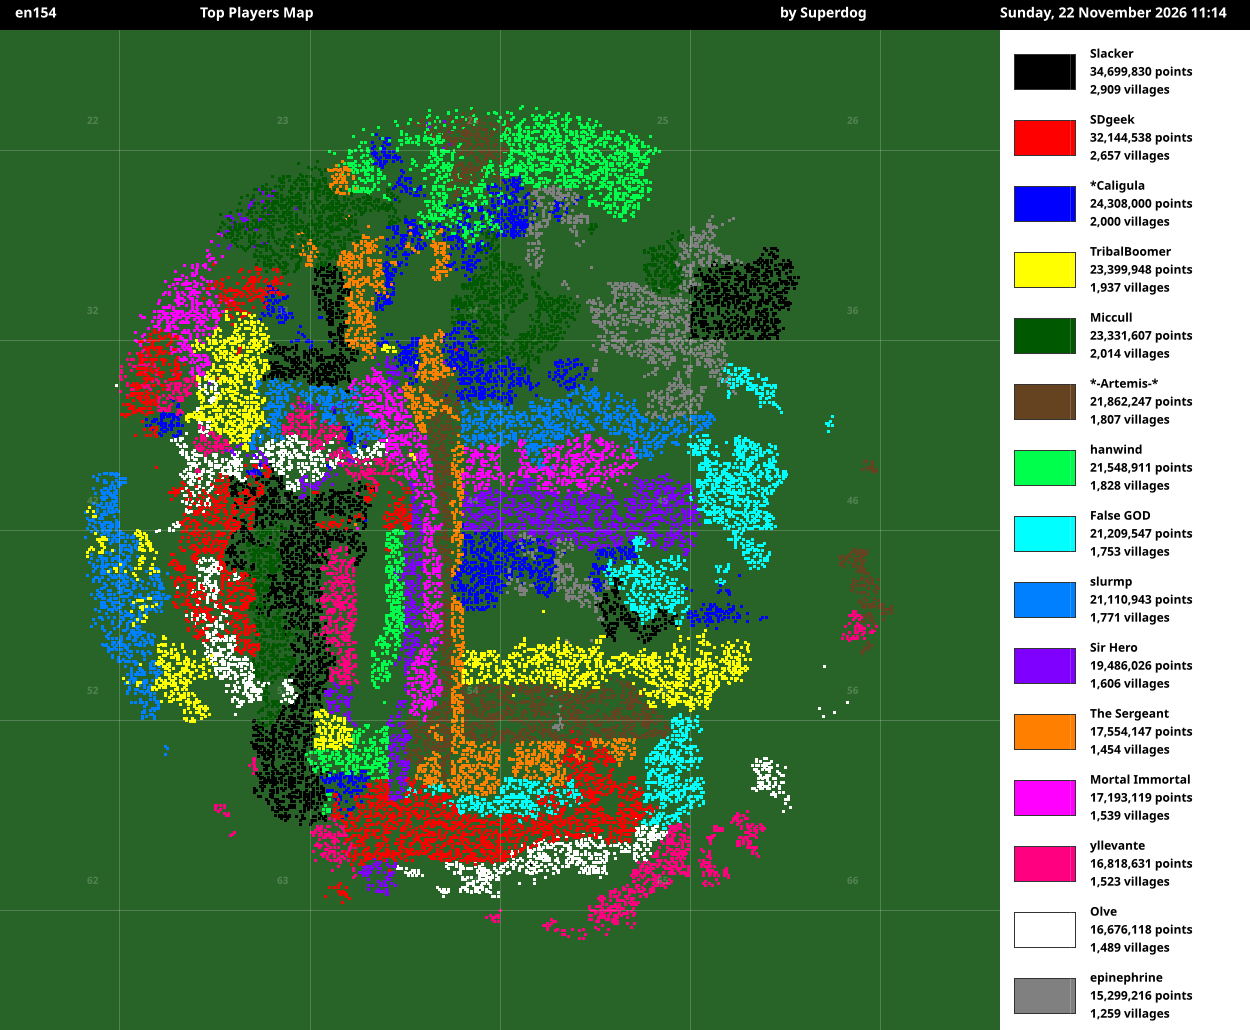 en154 Top Players Map by Superdog Sunday, 22 November 2026 11:14
Slacker
34,699,830 points
2,909 villages
SDgeek
32,144,538 points
2,657 villages
*Caligula
24,308,000 points
2,000 villages
TribalBoomer
23,399,948 points
1,937 villages
Miccull
23,331,607 points
2,014 villages
*-Artemis-*
21,862,247 points
1,807 villages
hanwind
21,548,911 points
1,828 villages
False GOD
21,209,547 points
1,753 villages
slurmp
21,110,943 points
1,771 villages
Sir Hero
19,486,026 points
1,606 villages
The Sergeant
17,554,147 points
1,454 villages
Mortal Immortal
17,193,119 points
1,539 villages
yllevante
16,818,631 points
1,523 villages
Olve
16,676,118 points
1,489 villages
epinephrine
15,299,216 points
1,259 villages
22 23 25 26
32 36
46
52 54 56
62 63 66